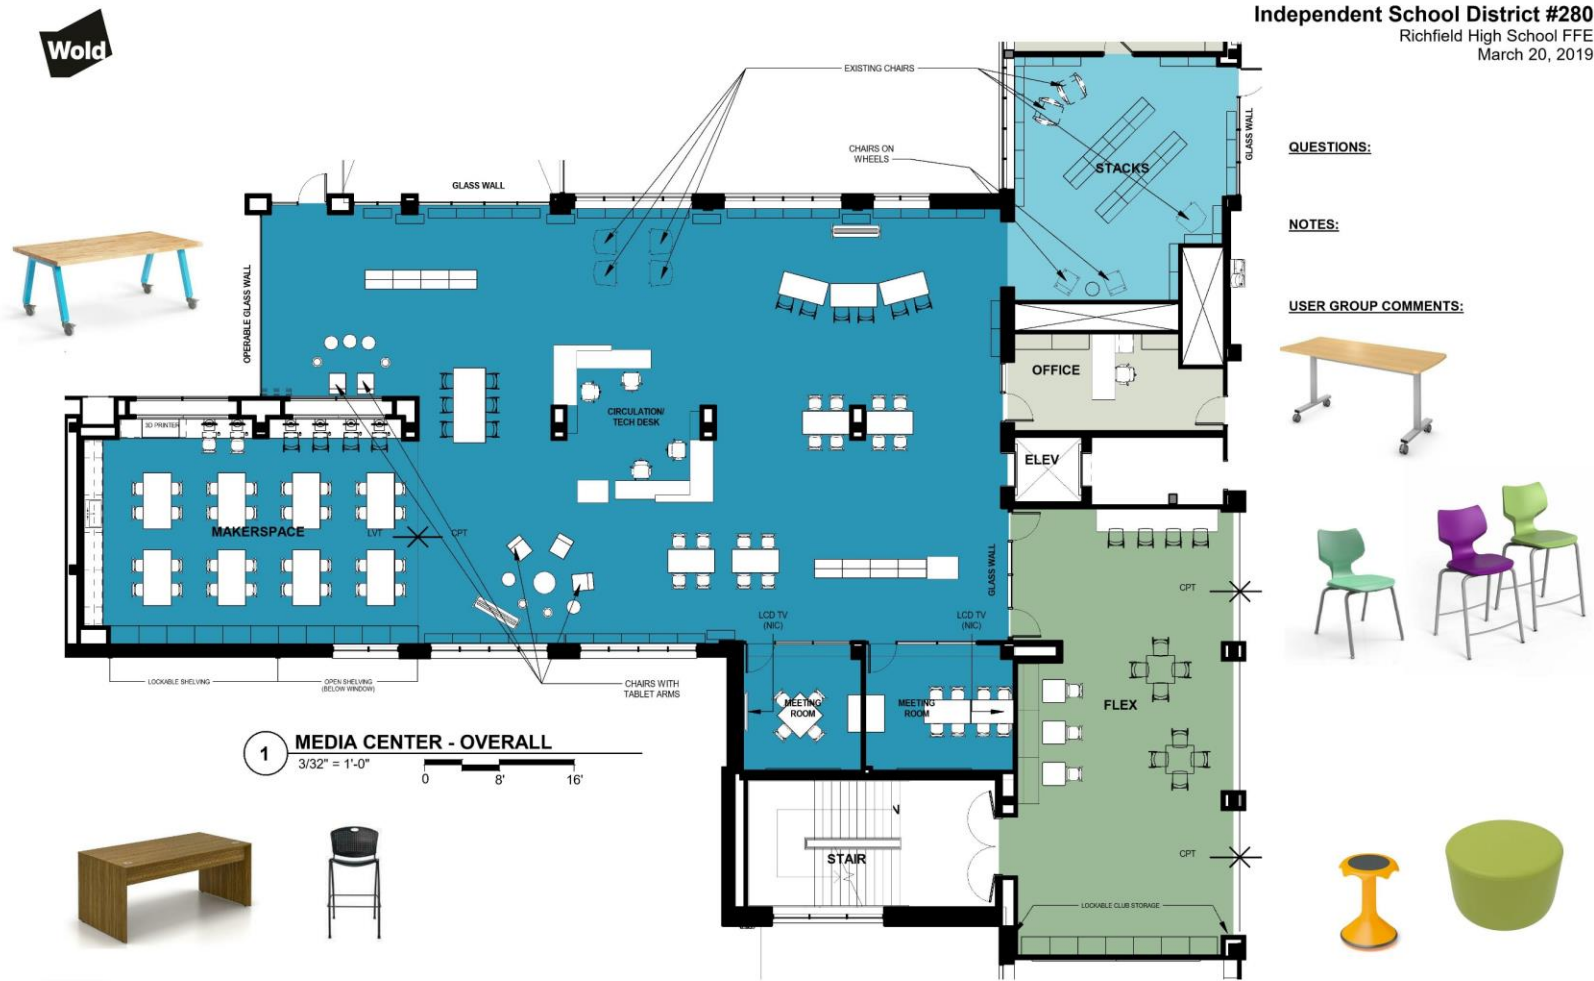 Wold
Independent School District #280
Richfield High School FFE
March 20, 2019
EXISTING CHAIRS
CHAIRS ON
WHEELS
GLASS WALL
GLASS WALL
STACKS
QUESTIONS:
NOTES:
USER GROUP COMMENTS:
OPERABLE GLASS WALL
OFFICE
CIRCULATION/
TECH DESK
3D PRINTER
ELEV
MAKERSPACE
LVT
CPT
GLASS WALL
CPT
LCD TV
(NIC)
LCD TV
(NIC)
LOCKABLE SHELVING
OPEN SHELVING
(BELOW WINDOW)
CHAIRS WITH
TABLET ARMS
MEETING
ROOM
MEETING
ROOM
FLEX
1
MEDIA CENTER - OVERALL
3/32" = 1'-0"
0
8'
16'
STAIR
CPT
LOCKABLE CLUB STORAGE